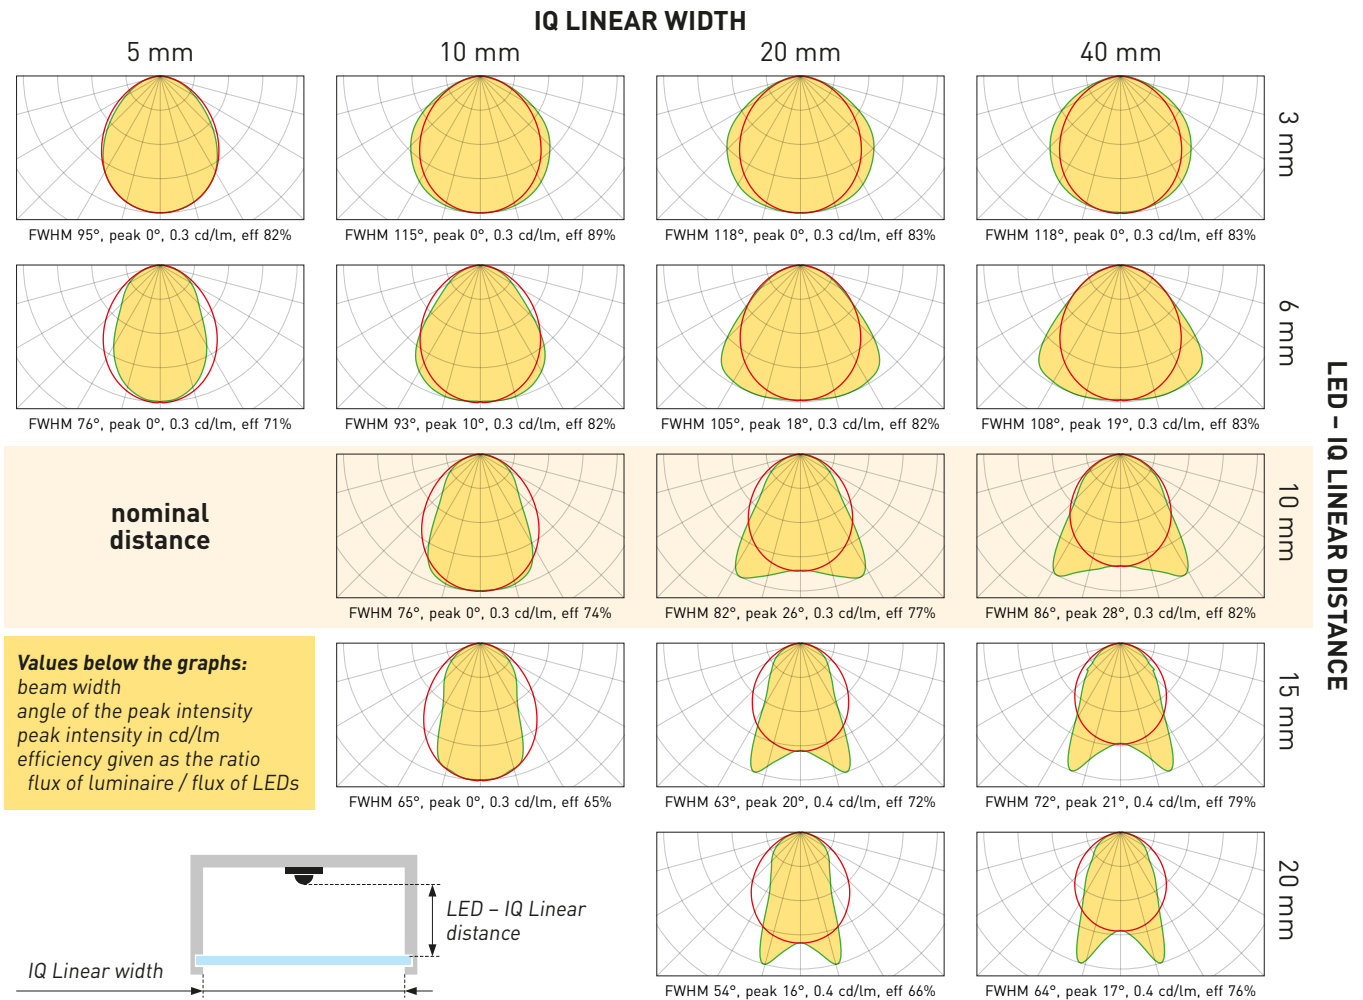 IQ LINEAR WIDTH
5 mm
10 mm
20 mm
40 mm
3 mm
FWHM 95°, peak 0°, 0.3 cd/lm, eff 82%
FWHM 115°, peak 0°, 0.3 cd/lm, eff 89%
FWHM 118°, peak 0°, 0.3 cd/lm, eff 83%
FWHM 118°, peak 0°, 0.3 cd/lm, eff 83%
6 mm
FWHM 76°, peak 0°, 0.3 cd/lm, eff 71%
FWHM 93°, peak 10°, 0.3 cd/lm, eff 82%
FWHM 105°, peak 18°, 0.3 cd/lm, eff 82%
FWHM 108°, peak 19°, 0.3 cd/lm, eff 83%
LED – IQ LINEAR DISTANCE
nominal
distance
10 mm
FWHM 76°, peak 0°, 0.3 cd/lm, eff 74%
FWHM 82°, peak 26°, 0.3 cd/lm, eff 77%
FWHM 86°, peak 28°, 0.3 cd/lm, eff 82%
Values below the graphs:
beam width
angle of the peak intensity
peak intensity in cd/lm
efficiency given as the ratio
flux of luminaire / flux of LEDs
15 mm
FWHM 65°, peak 0°, 0.3 cd/lm, eff 65%
FWHM 63°, peak 20°, 0.4 cd/lm, eff 72%
FWHM 72°, peak 21°, 0.4 cd/lm, eff 79%
LED – IQ Linear
distance
IQ Linear width
20 mm
FWHM 54°, peak 16°, 0.4 cd/lm, eff 66%
FWHM 64°, peak 17°, 0.4 cd/lm, eff 76%